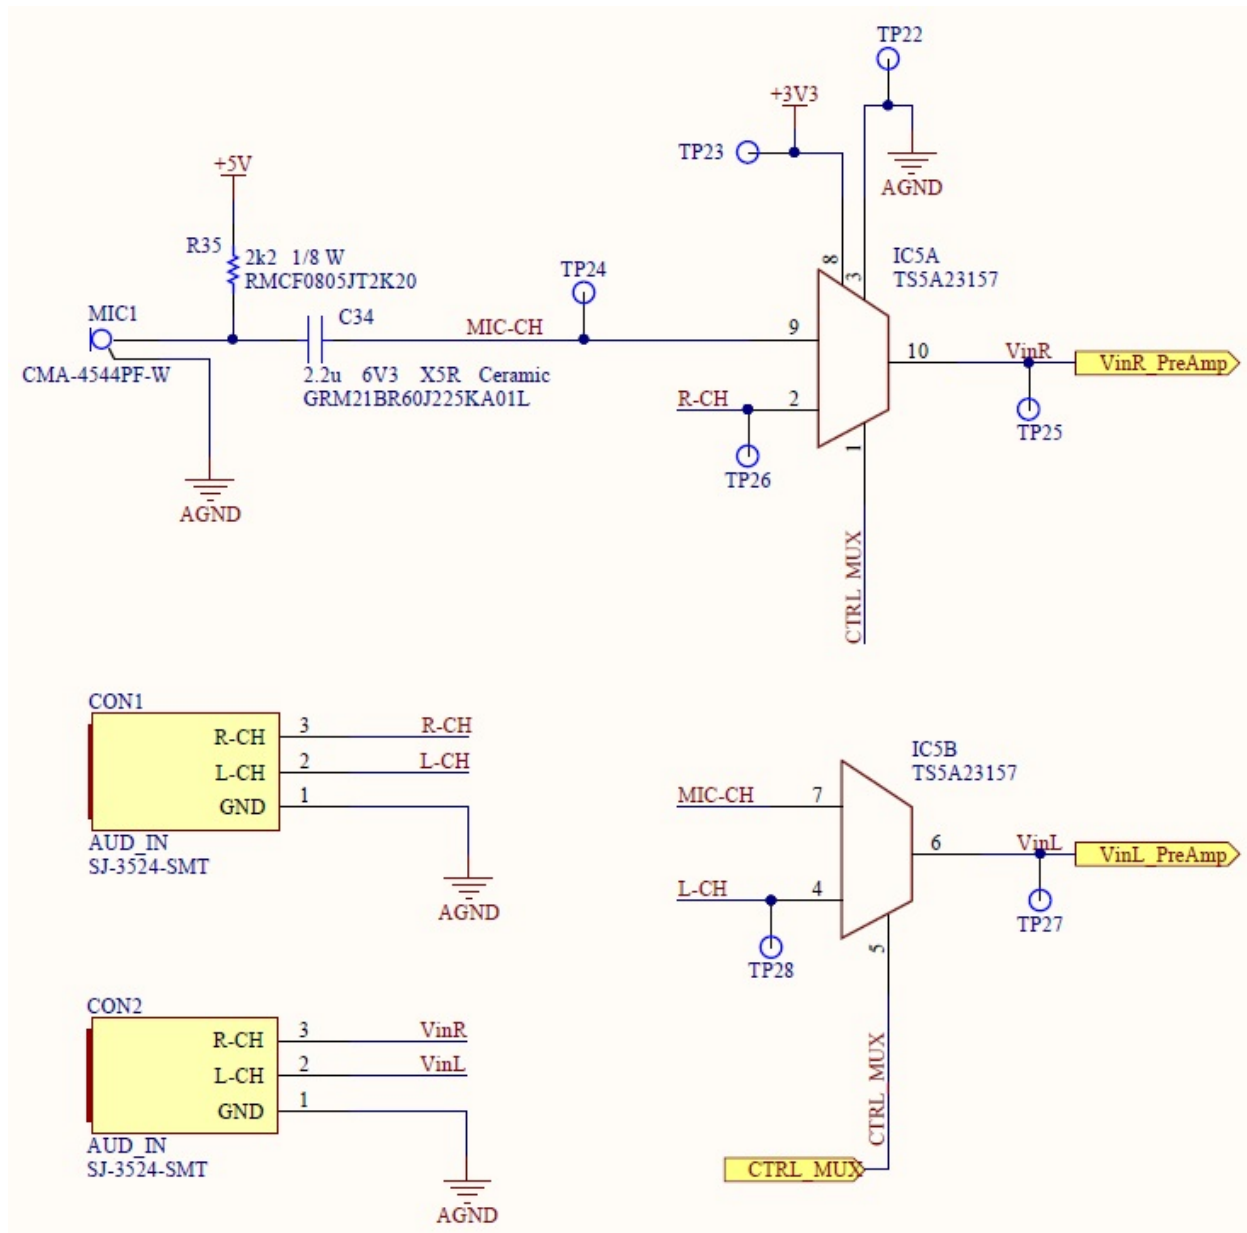 TP22
+3V3
TP23
AGND
+5V
R35
2k2 1/8 W
RMCF0805JT2K20
8
3
IC5A
TS5A23157
TP24
MIC1
C34
MIC-CH
9
CMA-4544PF-W
2.2u 6V3 X5R Ceramic
GRM21BR60J225KA01L
10
VinR
VinR_PreAmp
R-CH
2
TP25
TP26
1
AGND
CTRL_MUX
CON1
R-CH
3
R-CH
L-CH
2
L-CH
GND
1
AUD_IN
SJ-3524-SMT
AGND
IC5B
TS5A23157
MIC-CH
7
6
VinL
VinL_PreAmp
L-CH
4
TP27
TP28
5
CTRL_MUX
CTRL_MUX
CON2
R-CH
3
VinR
L-CH
2
VinL
GND
1
AUD_IN
SJ-3524-SMT
AGND